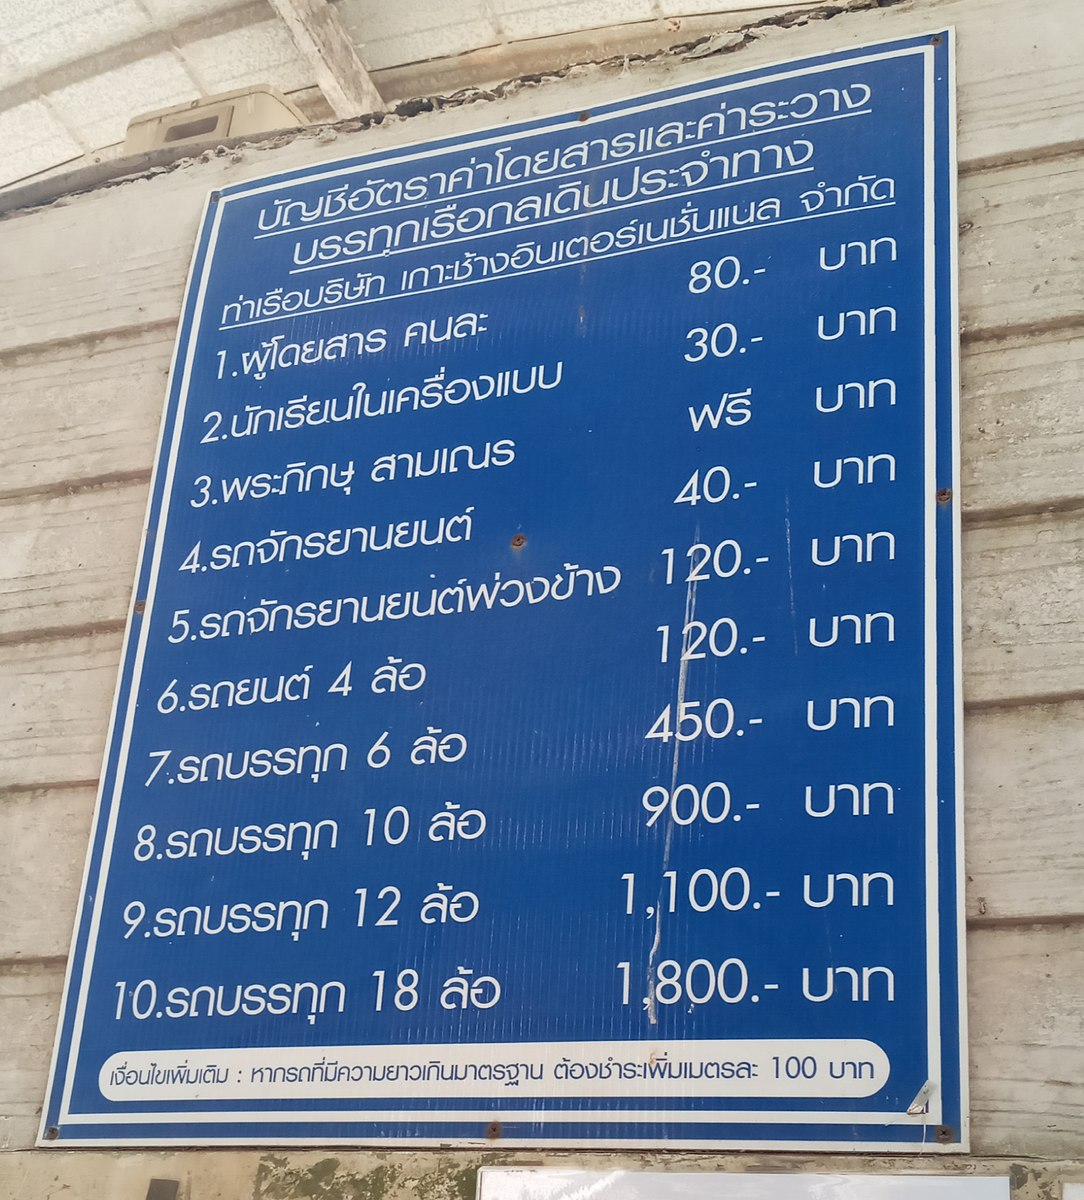 บัญชีอัตราค่าโดยสารและค่าระวาง
บรรทุกเรือกลเดินประจำทาง
ท่าเรือบริษัท เกาะช้างอินเตอร์เนชั่นแนล จำกัด
1.ผู้โดยสาร คนละ 80.- บาท
2.นักเรียนในเครื่องแบบ 30.- บาท
3.พระภิกษุ สามเณร ฟรี บาท
4.รถจักรยานยนต์ 40.- บาท
5.รถจักรยานยนต์พ่วงข้าง 120.- บาท
6.รถยนต์ 4 ล้อ 120.- บาท
7.รถบรรทุก 6 ล้อ 450.- บาท
8.รถบรรทุก 10 ล้อ 900.- บาท
9.รถบรรทุก 12 ล้อ 1,100.- บาท
10.รถบรรทุก 18 ล้อ 1,800.- บาท
เงื่อนไขเพิ่มเติม : หากรถที่มีความยาวเกินมาตรฐาน ต้องชำระเพิ่มเมตรละ 100 บาท